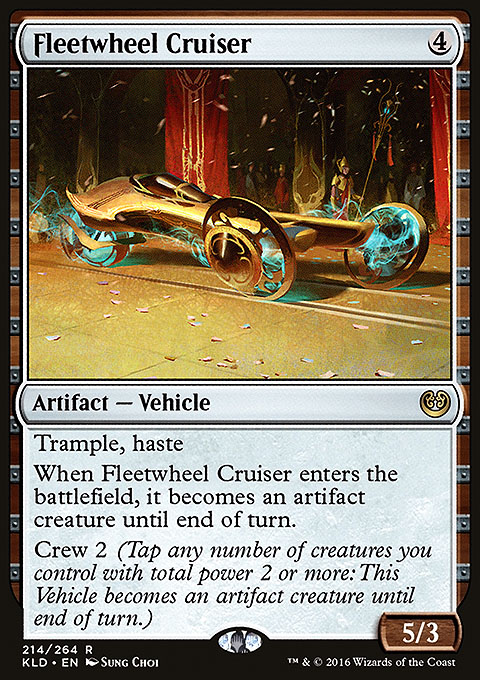 Fleetwheel Cruiser 4
Artifact — Vehicle
Trample, haste
When Fleetwheel Cruiser enters the
battlefield, it becomes an artifact
creature until end of turn.
Crew 2 (Tap any number of creatures you
control with total power 2 or more: This
Vehicle becomes an artifact creature until
end of turn.)
5/3
214/264 R
KLD • EN Sung Choi
™ & © 2016 Wizards of the Coast